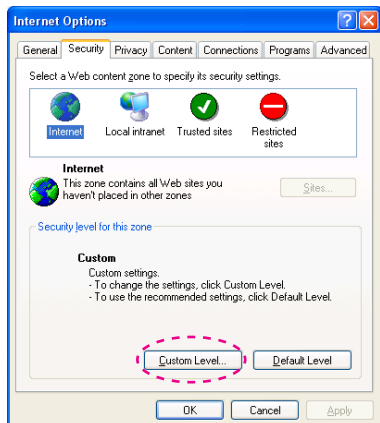 Internet Options
General Security Privacy Content Connections Programs Advanced
Select a Web content zone to specify its security settings.
Internet Local intranet Trusted sites Restricted sites
Internet
This zone contains all Web sites you
haven't placed in other zones
Sites...
Security level for this zone
Custom
Custom settings.
- To change the settings, click Custom Level.
- To use the recommended settings, click Default Level.
Custom Level... Default Level
OK Cancel Apply